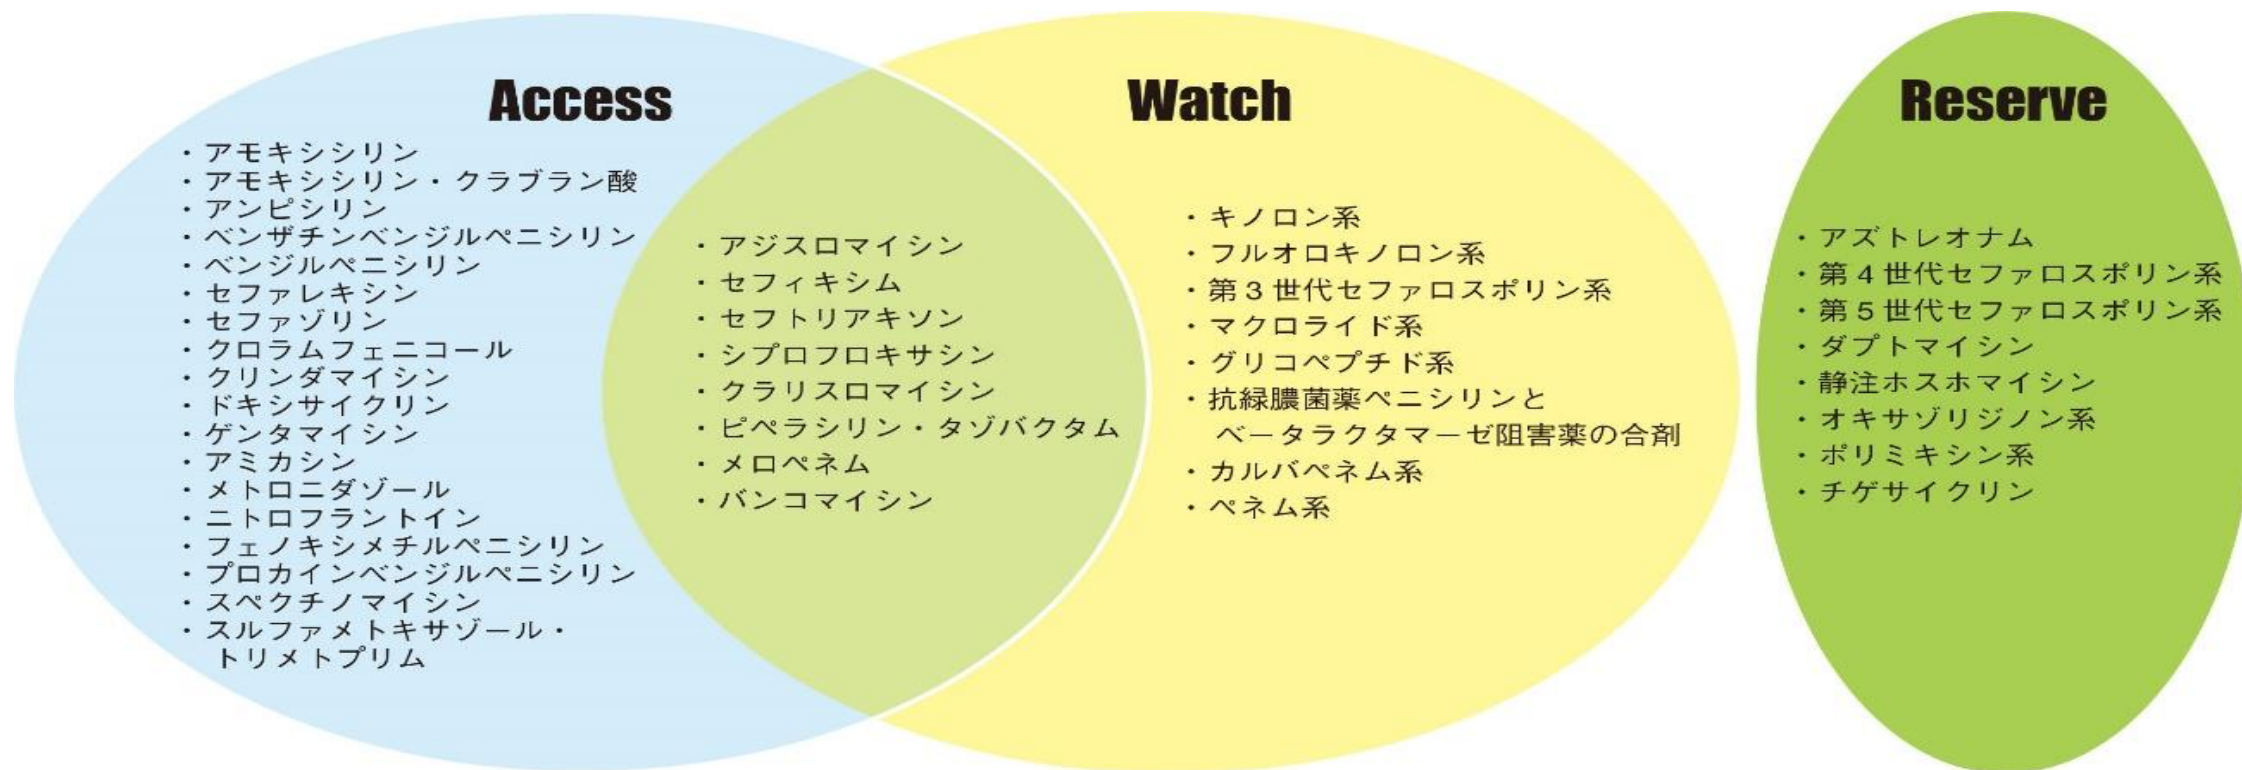 Access
・アモキシシリン
・アモキシシリン・クラブラン酸
・アンピシリン
・ベンザチンベンジルペニシリン
・ベンジルペニシリン
・セファレキシン
・セファゾリン
・クロラムフェニコール
・クリンダマイシン
・ドキシサイクリン
・ゲンタマイシン
・アミカシン
・メトロニダゾール
・ニトロフラントイン
・フェノキシメチルペニシリン
・プロカインベンジルペニシリン
・スペクチノマイシン
・スルファメトキサゾール・
トリメトプリム
・アジスロマイシン
・セフィキシム
・セフトリアキソン
・シプロフロキサシン
・クラリスロマイシン
・ピペラシリン・タゾバクタム
・メロペネム
・バンコマイシン
Watch
・キノロン系
・フルオロキノロン系
・第3世代セファロスポリン系
・マクロライド系
・グリコペプチド系
・抗緑膿菌薬ペニシリンと
ベータラクタマーゼ阻害薬の合剤
・カルバペネム系
・ペネム系
Reserve
・アズトレオナム
・第4世代セファロスポリン系
・第5世代セファロスポリン系
・ダプトマイシン
・静注ホスホマイシン
・オキサゾリジノン系
・ポリミキシン系
・チゲサイクリン